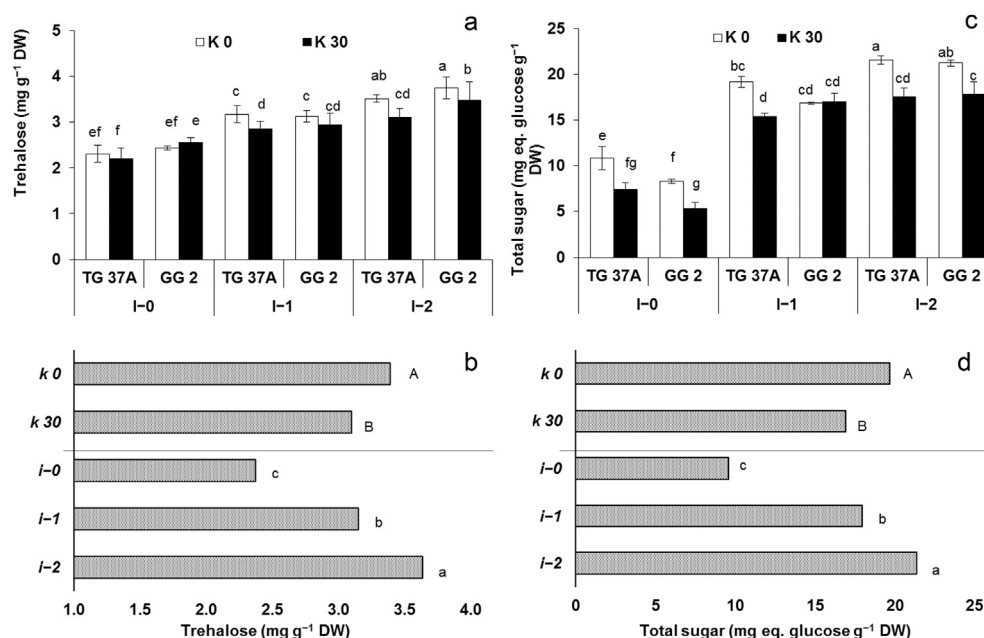 a
5
4
3
2
1
0
Trehalose (mg g⁻¹ DW)
K 0 K 30
ef f ef e c d c cd ab cd a b
TG 37A GG 2 TG 37A GG 2 TG 37A GG 2
I−0 I−1 I−2
c
25
20
15
10
5
0
Total sugar (mg eq. glucose g⁻¹
DW)
K 0 K 30
e fg f g bc d cd cd a cd ab c
TG 37A GG 2 TG 37A GG 2 TG 37A GG 2
I−0 I−1 I−2
b
k 0 A
k 30 B
i−0 c
i−1 b
i−2 a
1.0 2.0 3.0 3.5 4.0
Trehalose (mg g⁻¹ DW)
d
k 0 A
k 30 B
i−0 c
i−1 b
i−2 a
0 5 10 15 20 25
Total sugar (mg eq. glucose g⁻¹ DW)